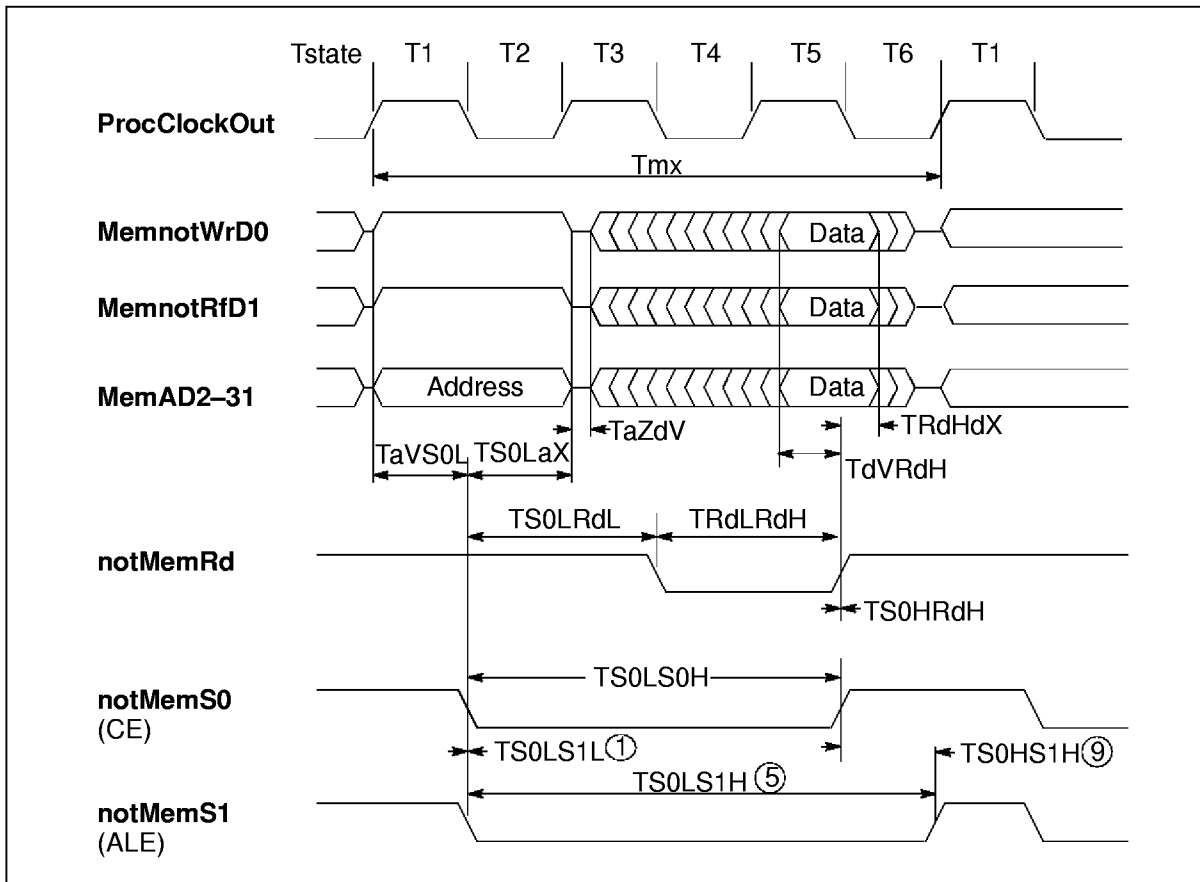 Tstate T1 T2 T3 T4 T5 T6 T1
ProcClockOut
Tmx
MemnotWrD0 Data
MemnotRfD1 Data
MemAD2–31 Address Data
TaZdV TRdHdX
TaVS0L TS0LaX TdVRdH
TS0LRdL TRdLRdH
notMemRd
TS0HRdH
notMemS0 TS0LS0H
(CE)
TS0LS1L① TS0HS1H⑨
TS0LS1H⑤
notMemS1
(ALE)